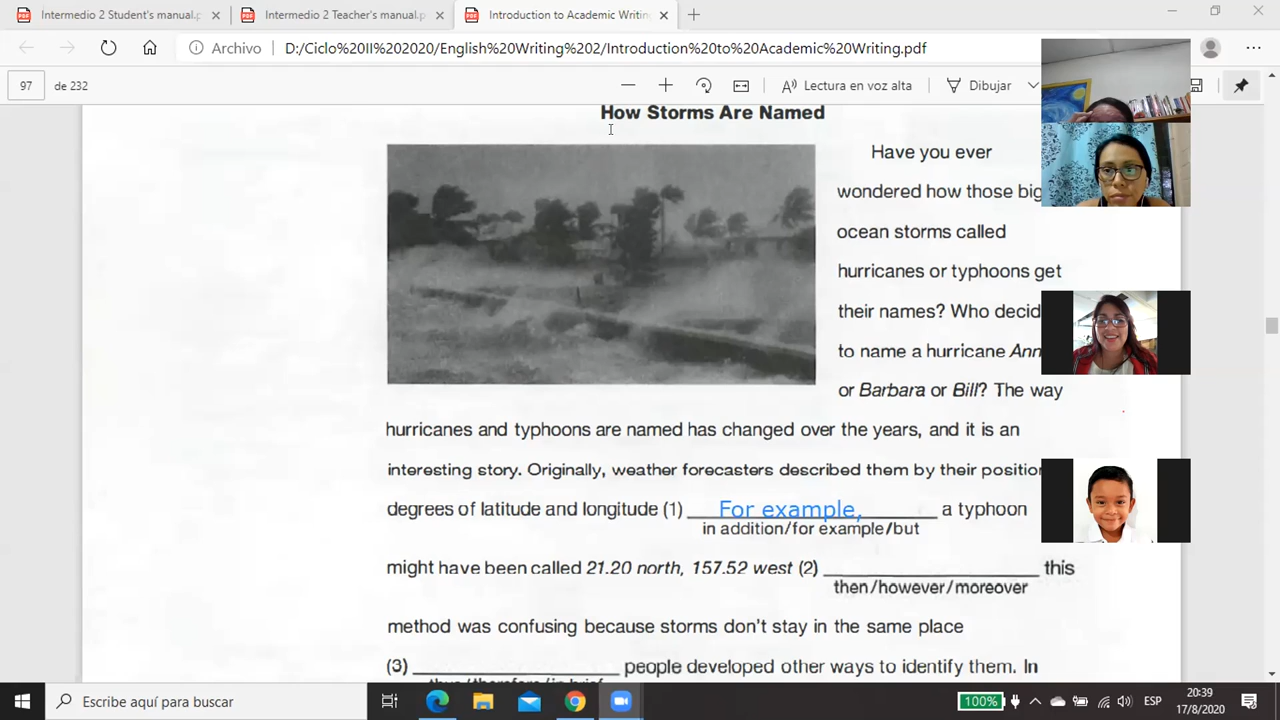 Intermedio 2 Student's manual.p
Intermedio 2 Teacher's manual.p
Introduction to Academic Writin
Archivo
D:/Ciclo%20II%202020/English%20Writing%202/Introduction%20to%20Academic%20Writing.pdf
97 de 232
Lectura en voz alta
Dibujar
How Storms Are Named
Have you ever
wondered how those big
ocean storms called
hurricanes or typhoons get
their names? Who decid
to name a hurricane Ann
or Barbara or Bill? The way
hurricanes and typhoons are named has changed over the years, and it is an
interesting story. Originally, weather forecasters described them by their position
degrees of latitude and longitude (1) For example, a typhoon
in addition/for example/but
might have been called 21.20 north, 157.52 west (2) this
then/however/moreover
method was confusing because storms don't stay in the same place
(3) people developed other ways to identify them. In
thus/therefore/in brief
Escribe aquí para buscar
100%
ESP
20:39
17/8/2020